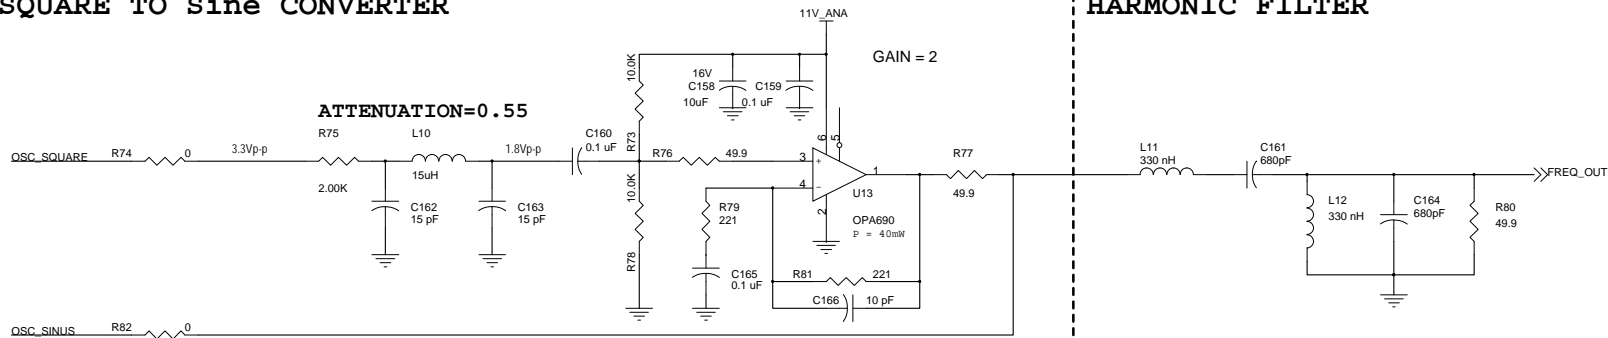 SQUARE TO Sine CONVERTER
HARMONIC FILTER
11V_ANA
GAIN = 2
10.0K
16V
C158
10uF
C159
0.1 uF
ATTENUATION=0.55
R75
L10
C160
0.1 uF
R73
OSC_SQUARE
R74
0
3.3Vp-p
1.8Vp-p
R76
49.9
6
5
3
+
1
R77
49.9
L11
330 nH
C161
680pF
FREQ_OUT
2.00K
15uH
10.0K
4
−
U13
2
C162
15 pF
C163
15 pF
R79
221
OPA690
P = 40mW
L12
330 nH
C164
680pF
R80
49.9
R78
C165
0.1 uF
R81
221
C166
10 pF
OSC_SINUS
R82
0